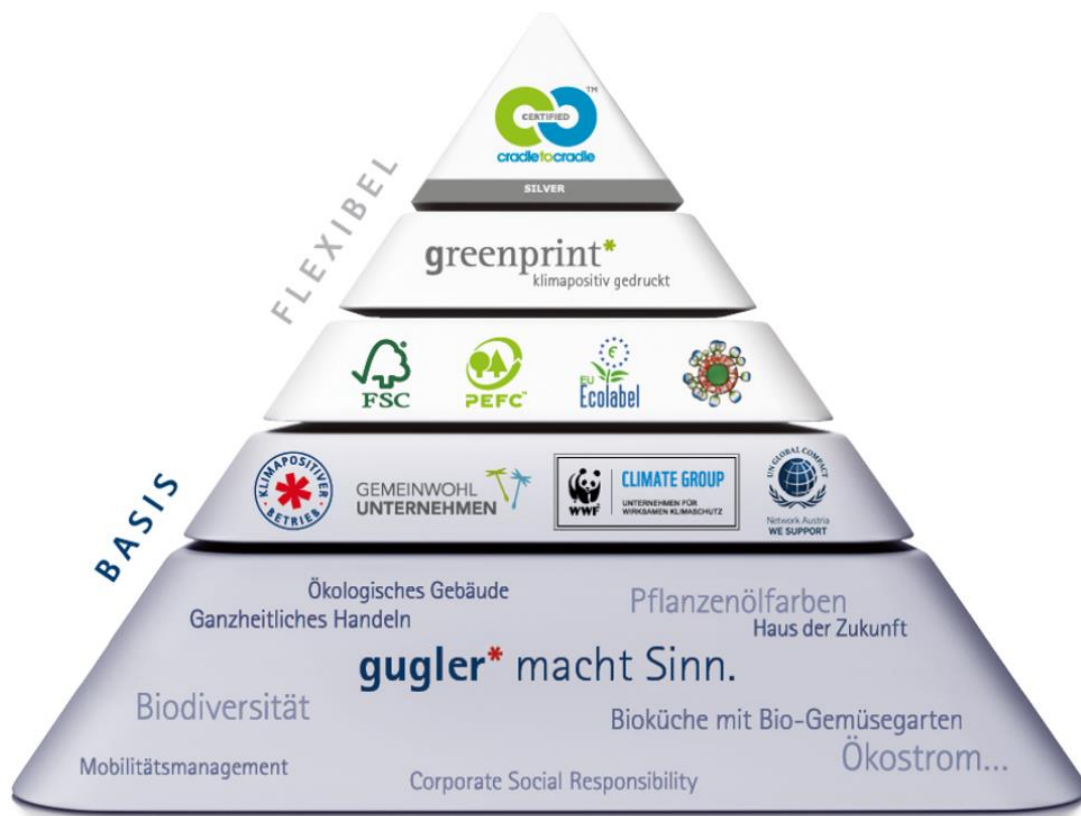 CERTIFIED
TM
cradletocradle
SILVER
FLEXIBEL
greenprint*
klimapositiv gedruckt
FSC
PEFC™
EU
Ecolabel
BASIS
KLIMAPOSITIVER
BETRIEB
GEMEINWOHL
UNTERNEHMEN
WWF
CLIMATE GROUP
UNTERNEHMEN FÜR
WIRKSAMEN KLIMASCHUTZ
UN GLOBAL COMPACT
Network Austria
WE SUPPORT
Ökologisches Gebäude
Pflanzenölfarben
Ganzheitliches Handeln
Haus der Zukunft
gugler* macht Sinn.
Biodiversität
Bioküche mit Bio-Gemüsegarten
Ökostrom...
Mobilitätsmanagement
Corporate Social Responsibility